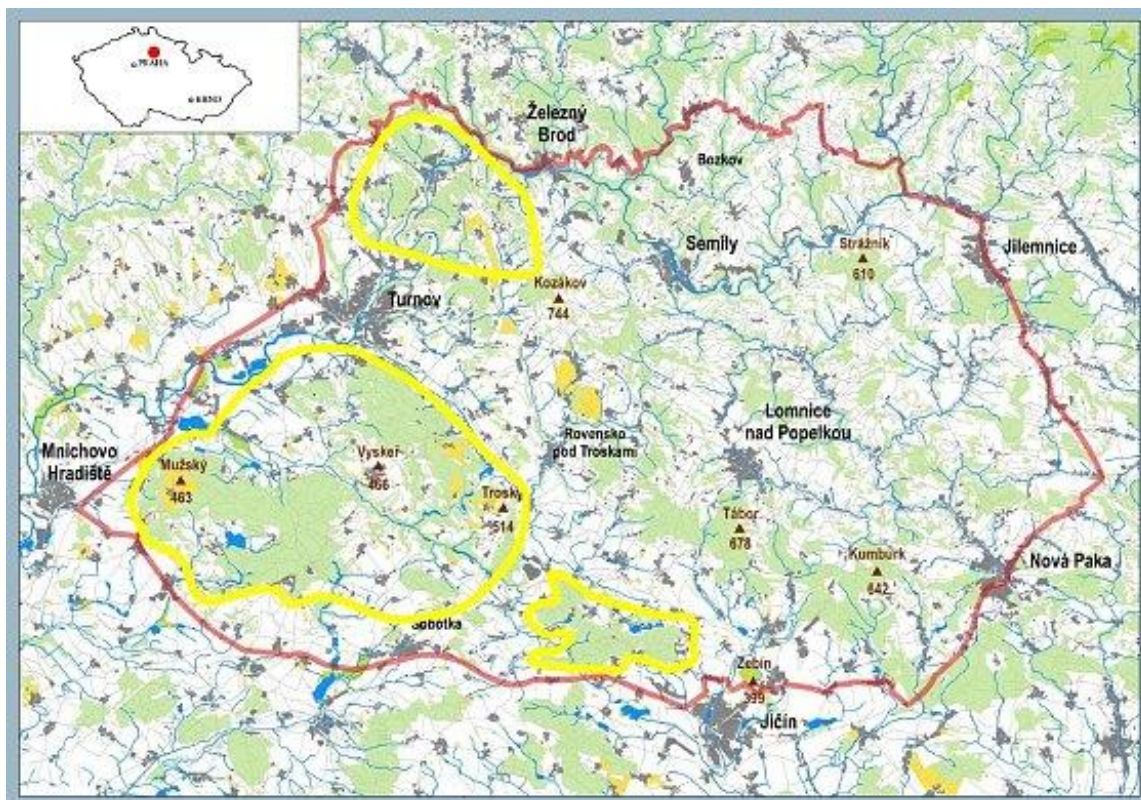 PRAHA
BRNO
Železný
Brod
Bozkov
Semily
Strážník
610
Jilemnice
Kozákov
744
Turnov
Lomnice
nad Popelkou
Rovensko
pod Troskami
Mnichovo
Hradiště
Mužský
463
Vyskeř
466
Trosky
514
Tábor
678
Kumburk
642
Nová Paka
Sobotka
Zebín
399
Jičín